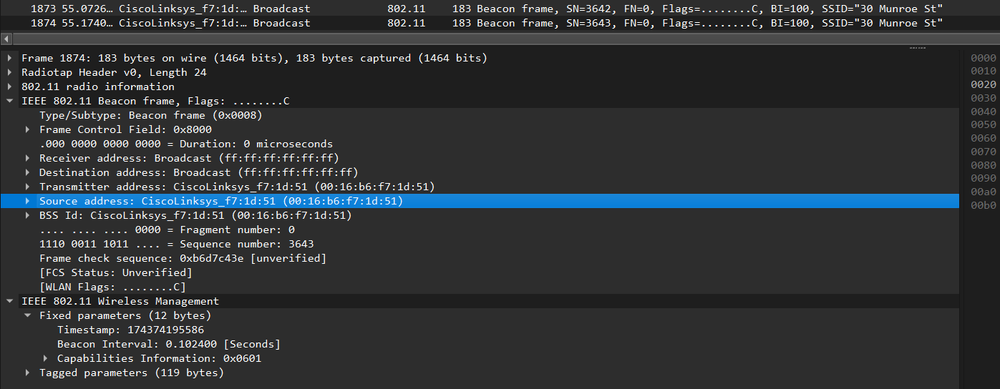 1873 55.0726… CiscoLinksys_f7:1d:… Broadcast 802.11 183 Beacon frame, SN=3642, FN=0, Flags=........C, BI=100, SSID="30 Munroe St"
1874 55.1740… CiscoLinksys_f7:1d:… Broadcast 802.11 183 Beacon frame, SN=3643, FN=0, Flags=........C, BI=100, SSID="30 Munroe St"
Frame 1874: 183 bytes on wire (1464 bits), 183 bytes captured (1464 bits)
Radiotap Header v0, Length 24
802.11 radio information
IEEE 802.11 Beacon frame, Flags: ........C
Type/Subtype: Beacon frame (0x0008)
Frame Control Field: 0x8000
.000 0000 0000 0000 = Duration: 0 microseconds
Receiver address: Broadcast (ff:ff:ff:ff:ff:ff)
Destination address: Broadcast (ff:ff:ff:ff:ff:ff)
Transmitter address: CiscoLinksys_f7:1d:51 (00:16:b6:f7:1d:51)
Source address: CiscoLinksys_f7:1d:51 (00:16:b6:f7:1d:51)
BSS Id: CiscoLinksys_f7:1d:51 (00:16:b6:f7:1d:51)
.... .... .... 0000 = Fragment number: 0
1110 0011 1011 .... = Sequence number: 3643
Frame check sequence: 0xb6d7c43e [unverified]
[FCS Status: Unverified]
[WLAN Flags: ........C]
IEEE 802.11 Wireless Management
Fixed parameters (12 bytes)
Timestamp: 174374195586
Beacon Interval: 0.102400 [Seconds]
Capabilities Information: 0x0601
Tagged parameters (119 bytes)
0000
0010
0020
0030
0040
0050
0060
0070
0080
0090
00a0
00b0